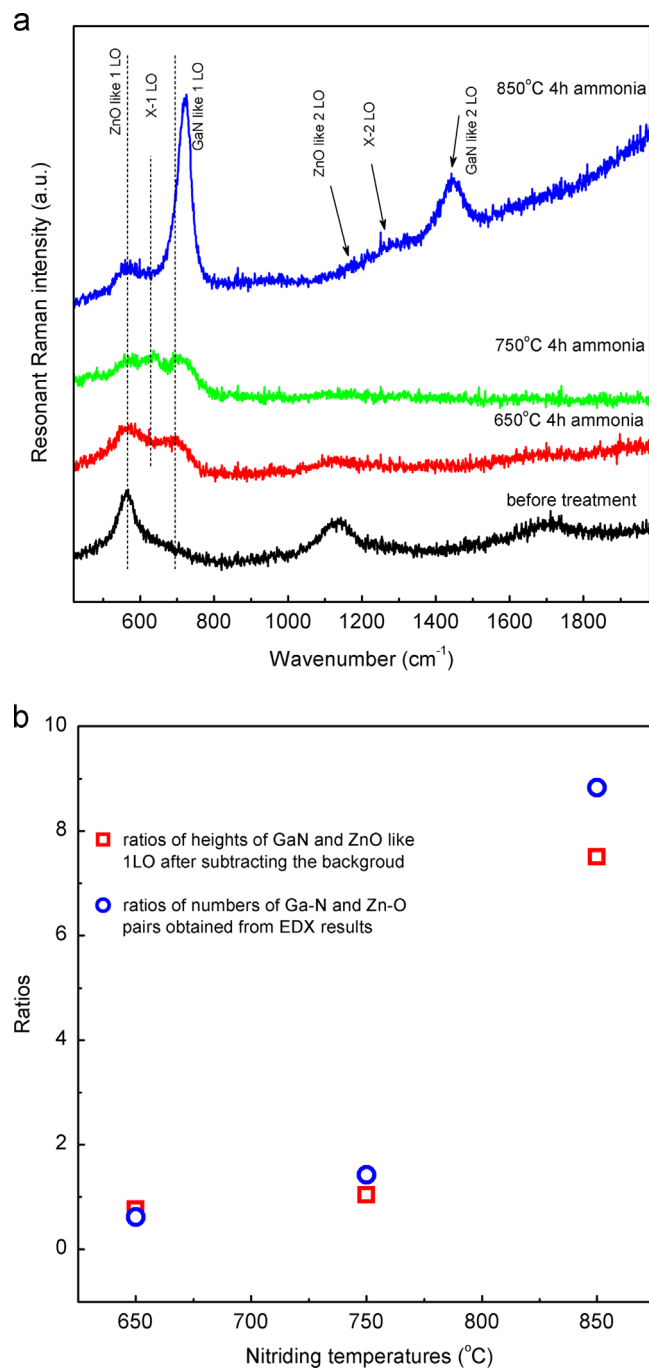 a
ZnO like 1 LO
X-1 LO
GaN like 1 LO
ZnO like 2 LO
X-2 LO
GaN like 2 LO
850°C 4h ammonia
750°C 4h ammonia
650°C 4h ammonia
before treatment
Resonant Raman intensity (a.u.)
600 800 1000 1200 1400 1600 1800
Wavenumber (cm⁻¹)
b
10
8
6
4
2
0
Ratios
ratios of heights of GaN and ZnO like
1LO after subtracting the backgroud
ratios of numbers of Ga-N and Zn-O
pairs obtained from EDX results
650 700 750 800 850
Nitriding temperatures (°C)